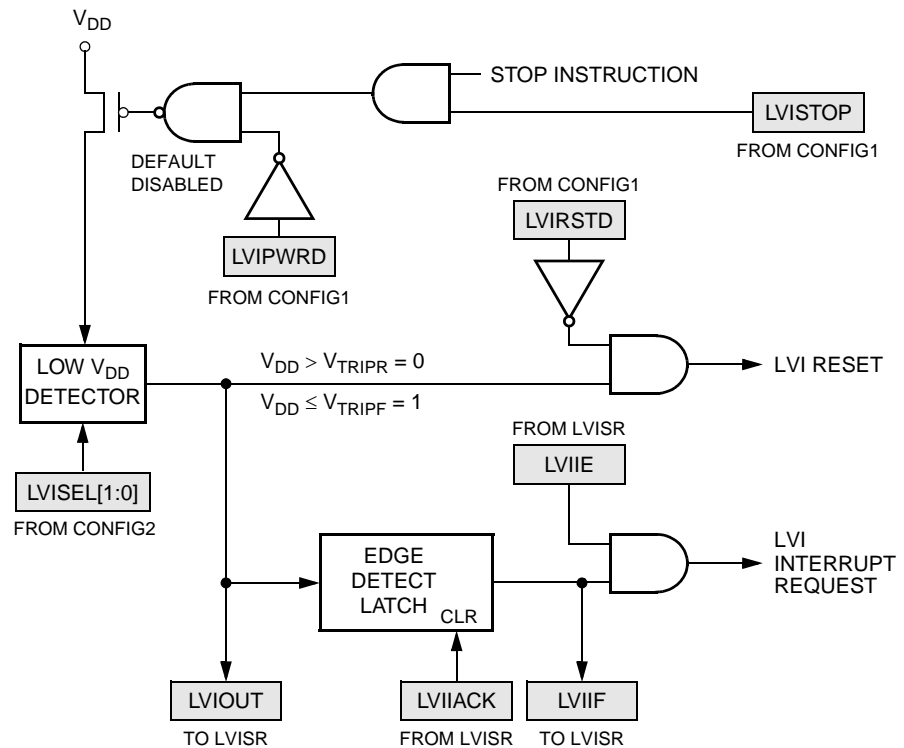 VDD
STOP INSTRUCTION
LVISTOP
FROM CONFIG1
DEFAULT
DISABLED
LVIPWRD
FROM CONFIG1
FROM CONFIG1
LVIRSTD
LOW VDD
DETECTOR
VDD > VTRIPR = 0
VDD ≤ VTRIPF = 1
LVI RESET
LVISEL[1:0]
FROM CONFIG2
FROM LVISR
LVIIE
EDGE
DETECT
LATCH
CLR
LVI
INTERRUPT
REQUEST
LVIOUT
TO LVISR
LVIIACK
FROM LVISR
LVIIF
TO LVISR